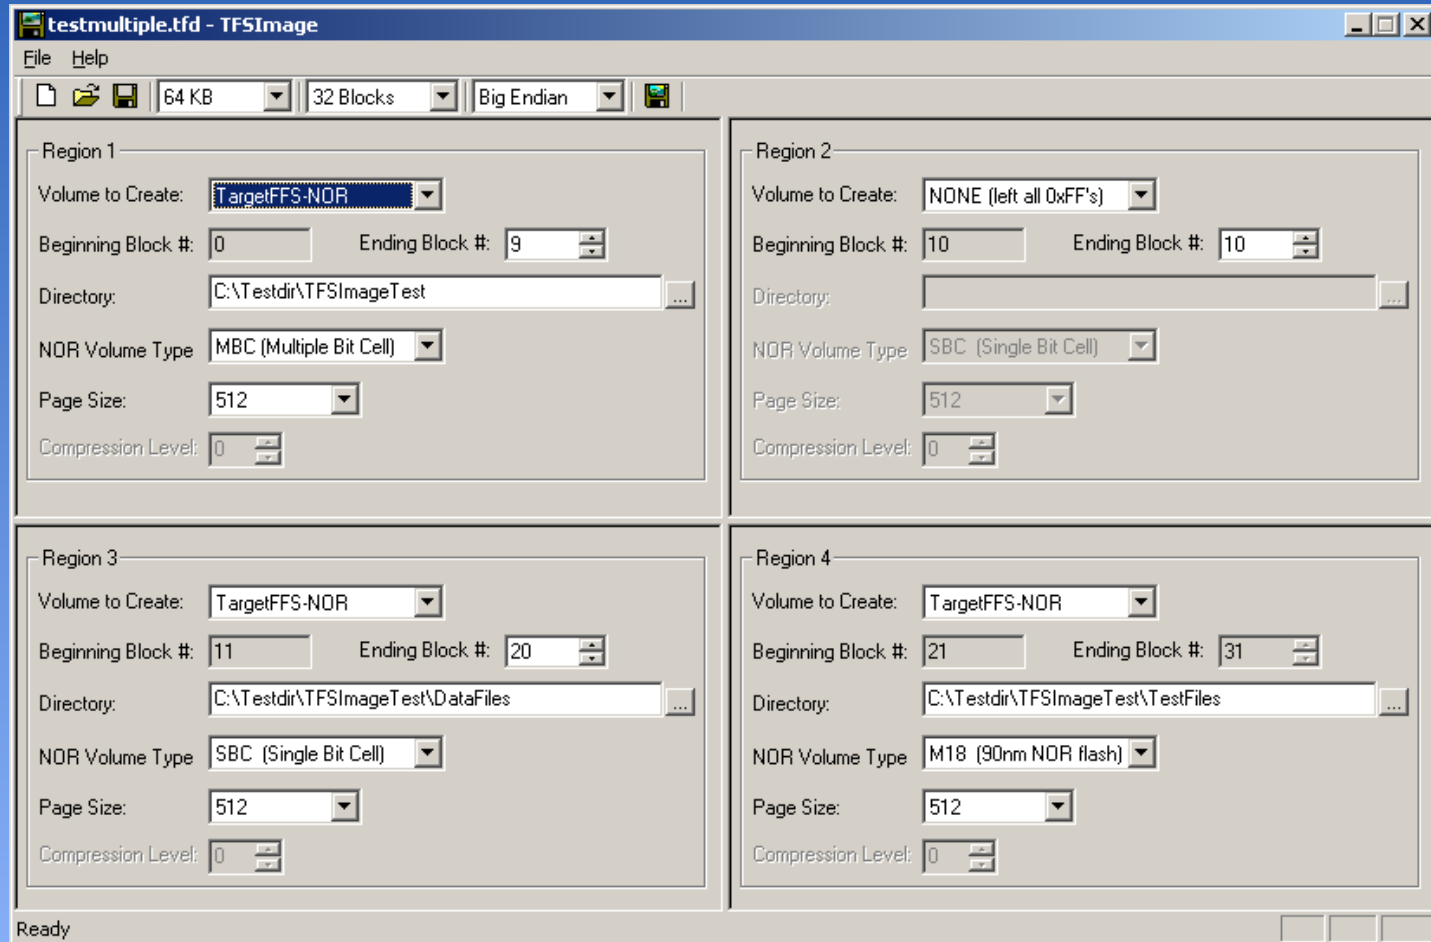 testmultiple.tfd - TFSImage
File Help
64 KB 32 Blocks Big Endian
Region 1
Volume to Create: TargetFFS-NOR
Beginning Block #: 0 Ending Block #: 9
Directory: C:\Testdir\TFSImageTest ...
NOR Volume Type MBC (Multiple Bit Cell)
Page Size: 512
Compression Level: 0
Region 2
Volume to Create: NONE (left all 0xFF's)
Beginning Block #: 10 Ending Block #: 10
Directory: ...
NOR Volume Type SBC (Single Bit Cell)
Page Size: 512
Compression Level: 0
Region 3
Volume to Create: TargetFFS-NOR
Beginning Block #: 11 Ending Block #: 20
Directory: C:\Testdir\TFSImageTest\DataFiles ...
NOR Volume Type SBC (Single Bit Cell)
Page Size: 512
Compression Level: 0
Region 4
Volume to Create: TargetFFS-NOR
Beginning Block #: 21 Ending Block #: 31
Directory: C:\Testdir\TFSImageTest\TestFiles ...
NOR Volume Type M18 (90nm NOR flash)
Page Size: 512
Compression Level: 0
Ready